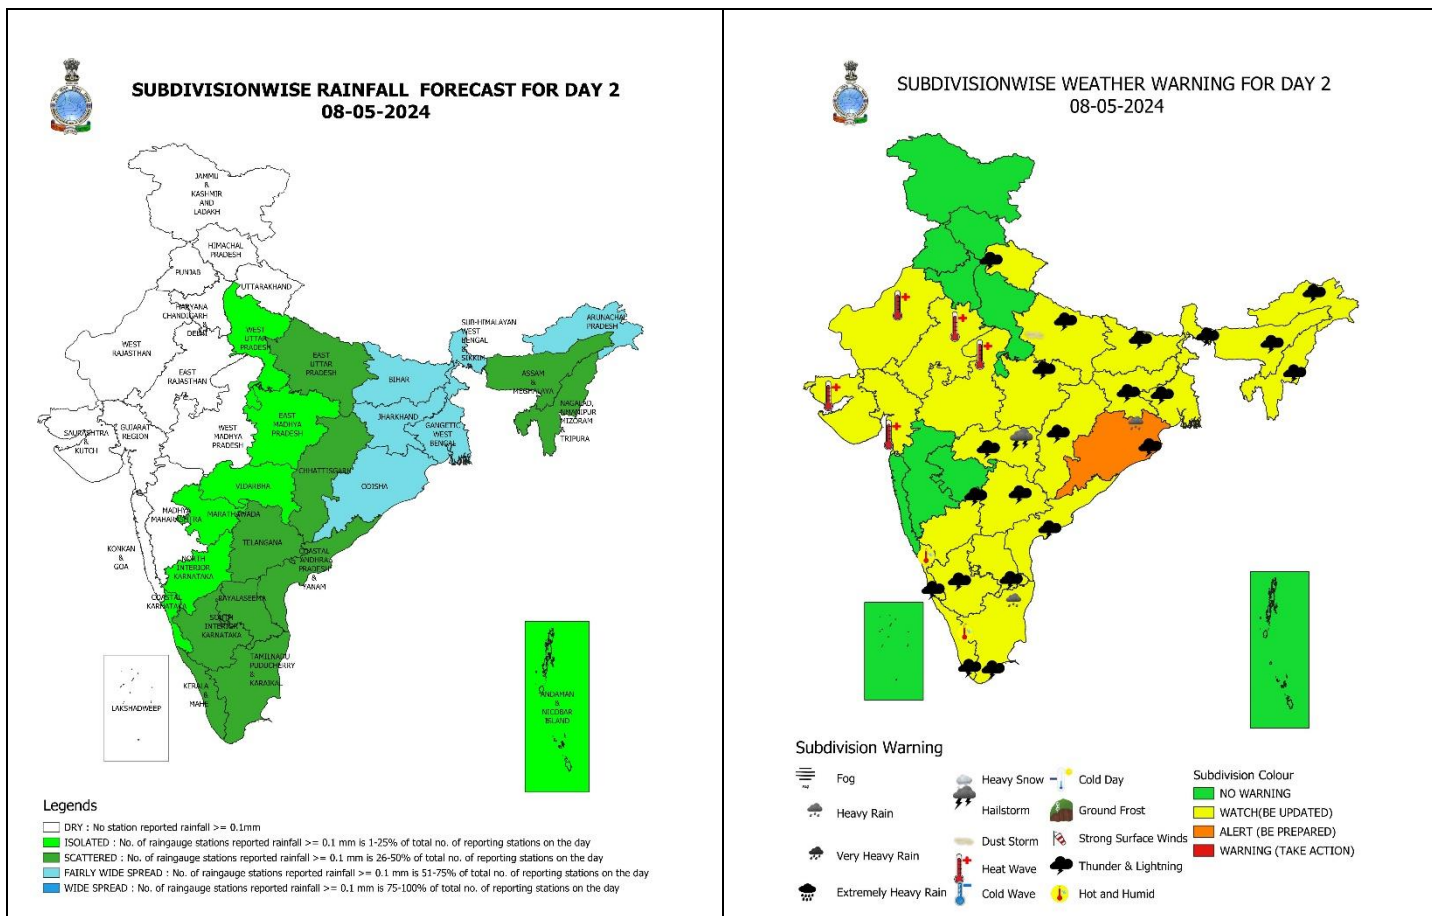 SUBDIVISIONWISE RAINFALL FORECAST FOR DAY 2
08-05-2024
JAMMU
&
KASHMIR
AND
LADAKH
HIMACHAL
PRADESH
PUNJAB
UTTARAKHAND
HARYANA
CHANDIGARH
&
DELHI
WEST
UTTAR
PRADESH
WEST
RAJASTHAN
EAST
RAJASTHAN
EAST
UTTAR
PRADESH
SUB-HIMALAYAN
WEST
BENGAL
&
SIKKIM
ARUNACHAL
PRADESH
BIHAR
ASSAM
&
MEGHALAYA
NAGALAD,
MANIPUR
MIZORAM
&
TRIPURA
JHARKHAND
GANGETIC
WEST
BENGAL
EAST
MADHYA
PRADESH
WEST
MADHYA
PRADESH
GUJARAT
REGION
SAURASHTRA
&
KUTCH
CHHATTISGARH
ODISHA
VIDARBHA
MADHYA
MAHARASHTRA
MARATHAWADA
TELANGANA
KONKAN
&
GOA
NORTH
INTERIOR
KARNATAKA
COASTAL
ANDHRA
PRADESH
&
YANAM
COASTAL
KARNATAKA
RAYALASEEMA
SOUTH
INTERIOR
KARNATAKA
TAMILNADU
PUDUCHERRY
&
KARAIKAL
KERALA
&
MAHE
LAKSHADWEEP
ANDAMAN
&
NICOBAR
ISLAND
Legends
DRY : No station reported rainfall >= 0.1mm
ISOLATED : No. of raingauge stations reported rainfall >= 0.1 mm is 1-25% of total no. of reporting stations on the day
SCATTERED : No. of raingauge stations reported rainfall >= 0.1 mm is 26-50% of total no. of reporting stations on the day
FAIRLY WIDE SPREAD : No. of raingauge stations reported rainfall >= 0.1 mm is 51-75% of total no. of reporting stations on the day
WIDE SPREAD : No. of raingauge stations reported rainfall >= 0.1 mm is 75-100% of total no. of reporting stations on the day
SUBDIVISIONWISE WEATHER WARNING FOR DAY 2
08-05-2024
Subdivision Warning
Fog
Heavy Rain
Very Heavy Rain
Extremely Heavy Rain
Heavy Snow
Hailstorm
Dust Storm
Heat Wave
Cold Wave
Cold Day
Ground Frost
Strong Surface Winds
Thunder & Lightning
Hot and Humid
Subdivision Colour
NO WARNING
WATCH(BE UPDATED)
ALERT (BE PREPARED)
WARNING (TAKE ACTION)